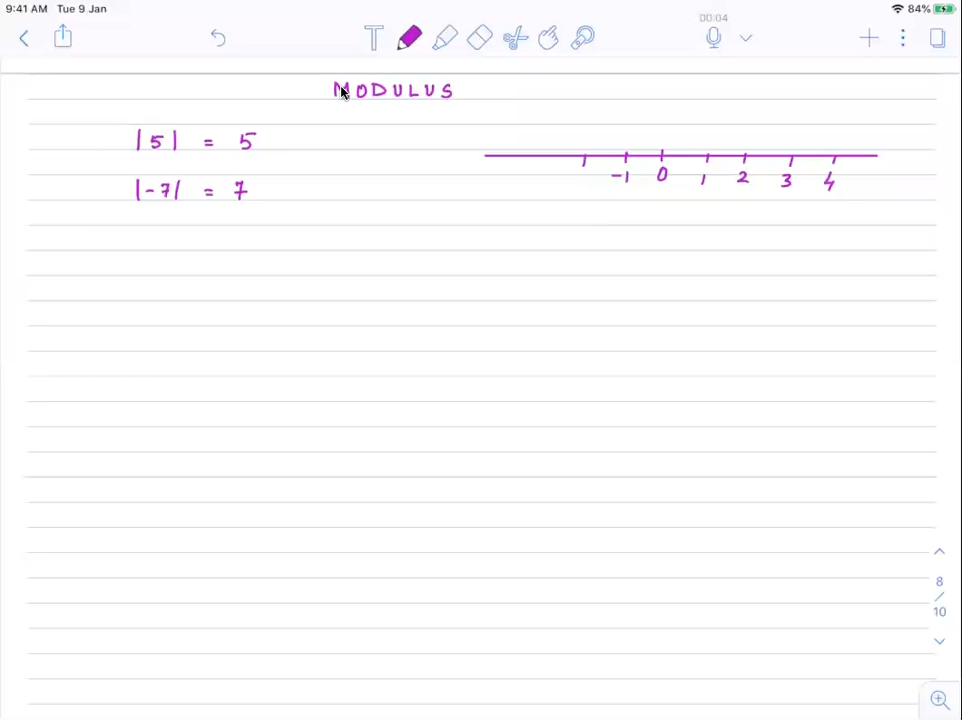 9:41 AM Tue 9 Jan
84%
00:04
T
MODULUS
|5| = 5
|-7| = 7
-1 0 1 2 3 4
8
/
10